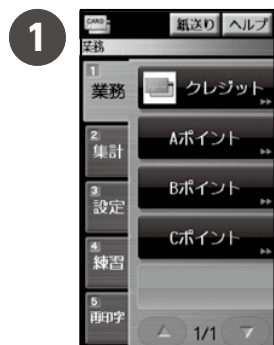 1
CARD 紙送り ヘルプ
業務
1 業務
クレジット
2 集計
Aポイント
3 設定
Bポイント
4 練習
Cポイント
5 再印字
1/1